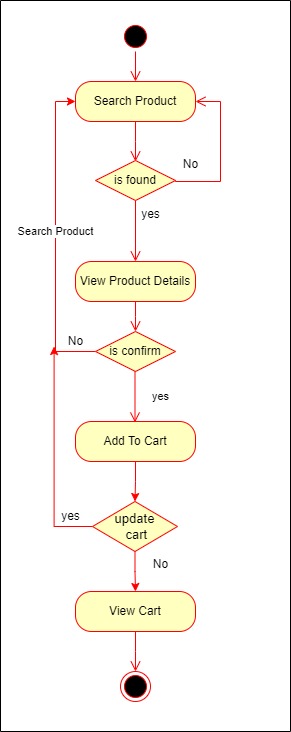 Search Product
No
is found
yes
Search Product
View Product Details
No
is confirm
yes
Add To Cart
yes
update
cart
No
View Cart